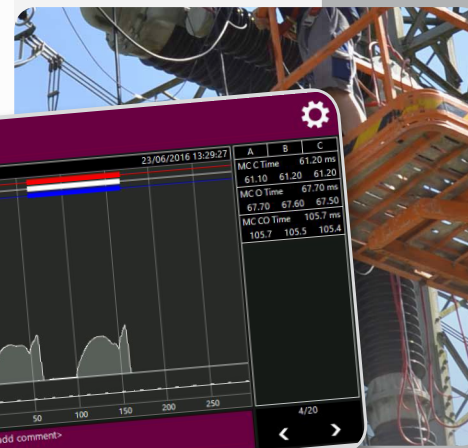 23/06/2016 13:29:27
A B C
MC C Time 61.20 ms
61.10 61.20 61.20
MC O Time 67.70 ms
67.70 67.60 67.50
MC CO Time 105.7 ms
105.7 105.5 105.4
50 100 150 200 250
4/20
add comment>